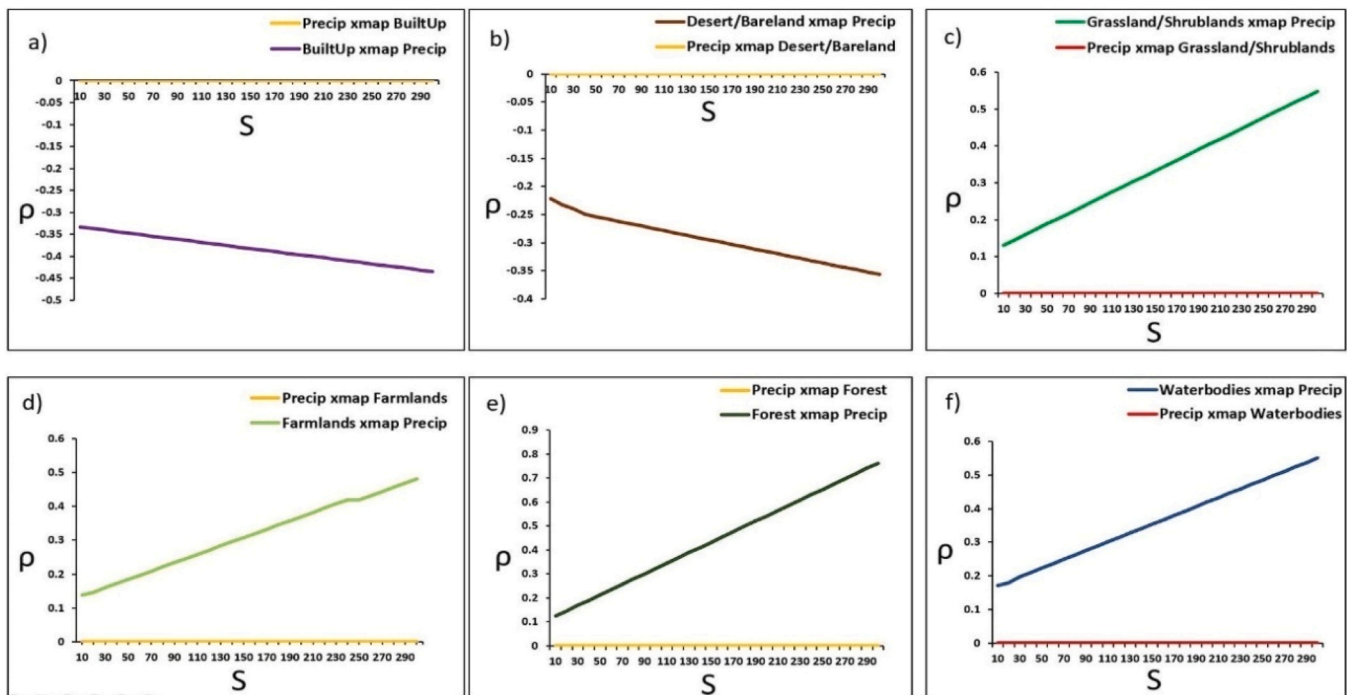 a)
Precip xmap BuiltUp
BuiltUp xmap Precip
0
10 30 50 70 90 110 130 150 170 190 210 230 250 270 290
-0.05
-0.1
-0.15
-0.2
-0.25
-0.3
-0.35
-0.4
-0.45
-0.5
ρ
S
b)
Desert/Bareland xmap Precip
Precip xmap Desert/Bareland
0
10 30 50 70 90 110 130 150 170 190 210 230 250 270 290
-0.05
-0.1
-0.15
-0.2
-0.25
-0.3
-0.35
-0.4
ρ
S
c)
Grassland/Shrublands xmap Precip
Precip xmap Grassland/Shrublands
0.6
0.5
0.4
0.3
0.2
0.1
0
ρ
10 30 50 70 90 110 130 150 170 190 210 230 250 270 290
S
d)
Precip xmap Farmlands
Farmlands xmap Precip
0.6
0.5
0.4
0.3
0.2
0.1
0
ρ
10 30 50 70 90 110 130 150 170 190 210 230 250 270 290
S
e)
Precip xmap Forest
Forest xmap Precip
0.9
0.8
0.7
0.6
0.5
0.4
0.3
0.2
0.1
0
ρ
10 30 50 70 90 110 130 150 170 190 210 230 250 270 290
S
f)
Waterbodies xmap Precip
Precip xmap Waterbodies
0.6
0.5
0.4
0.3
0.2
0.1
0
ρ
10 30 50 70 90 110 130 150 170 190 210 230 250 270 290
S